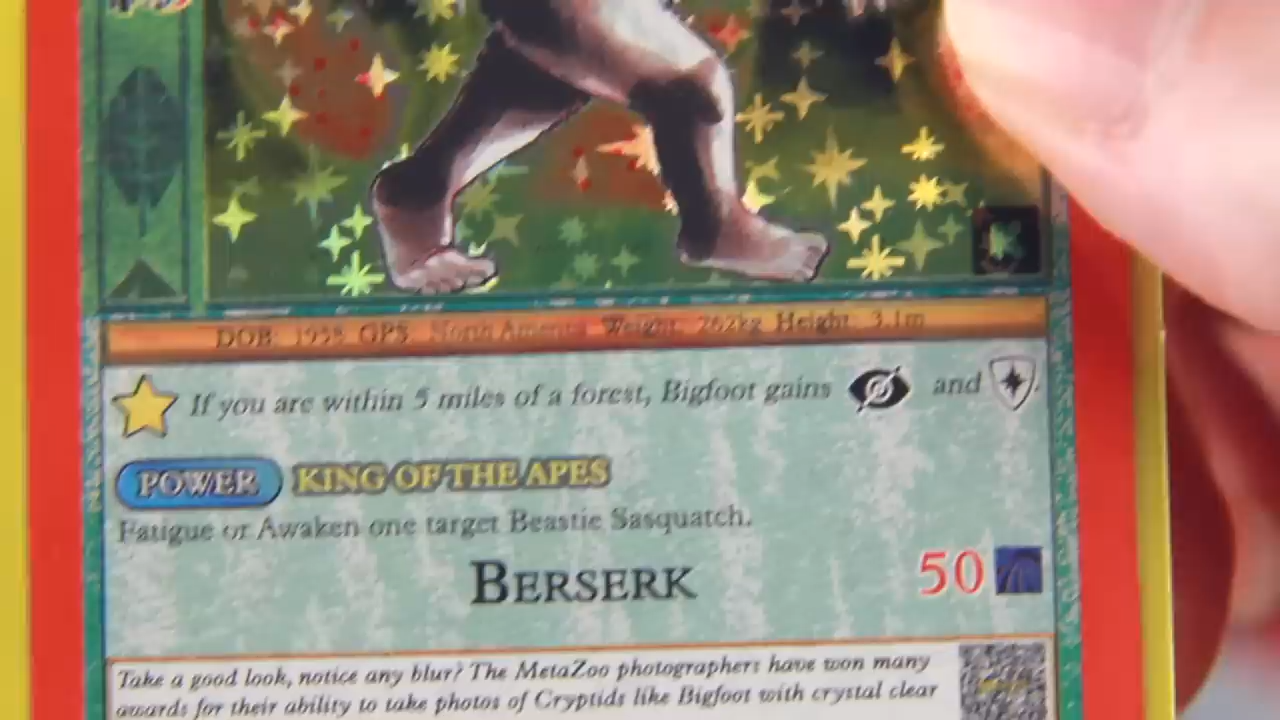 DOB: 1958 GPS: North America Weight: 262kg Height: 3.1m
If you are within 5 miles of a forest, Bigfoot gains and .
POWER KING OF THE APES
Fatigue or Awaken one target Beastie Sasquatch.
BERSERK 50
Take a good look, notice any blur? The MetaZoo photographers have won many
awards for their ability to take photos of Cryptids like Bigfoot with crystal clear